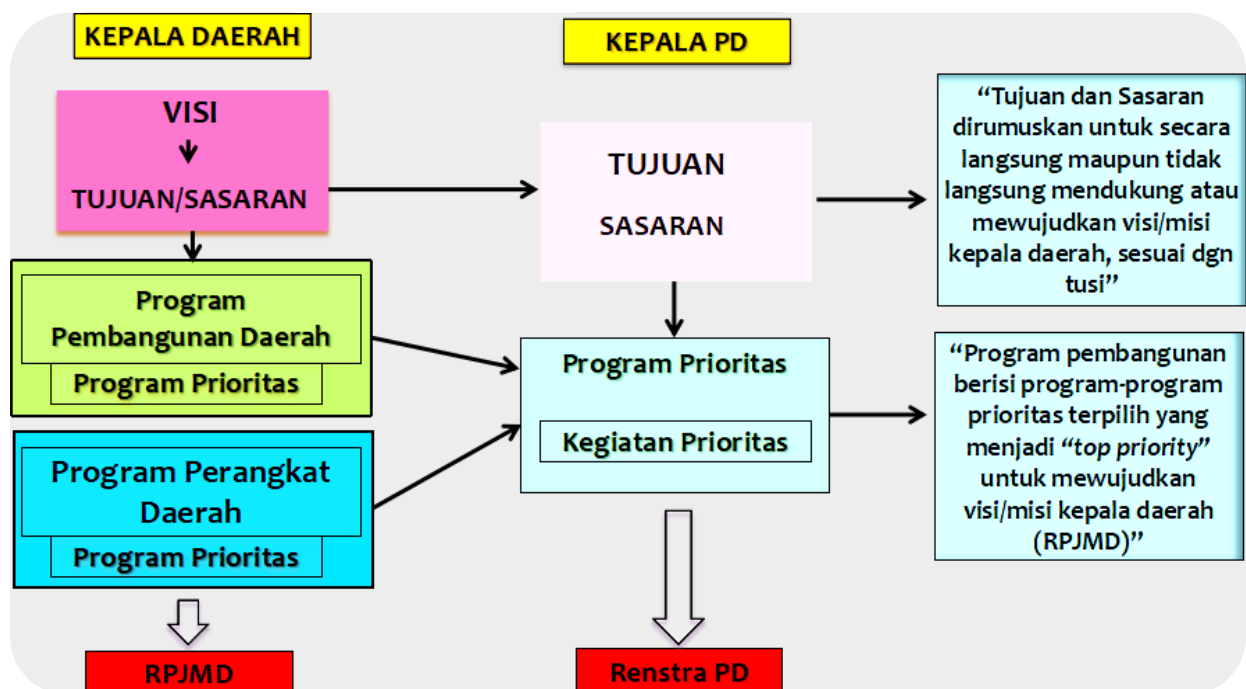 KEPALA DAERAH
VISI
TUJUAN/SASARAN
Program
Pembangunan Daerah
Program Prioritas
Program Perangkat
Daerah
Program Prioritas
RPJMD
KEPALA PD
TUJUAN
SASARAN
Program Prioritas
Kegiatan Prioritas
Renstra PD
“Tujuan dan Sasaran
dirumuskan untuk secara
langsung maupun tidak
langsung mendukung atau
mewujudkan visi/misi
kepala daerah, sesuai dgn
tusi”
“Program pembangunan
berisi program-program
prioritas terpilih yang
menjadi “top priority”
untuk mewujudkan
visi/misi kepala daerah
(RPJMD)”